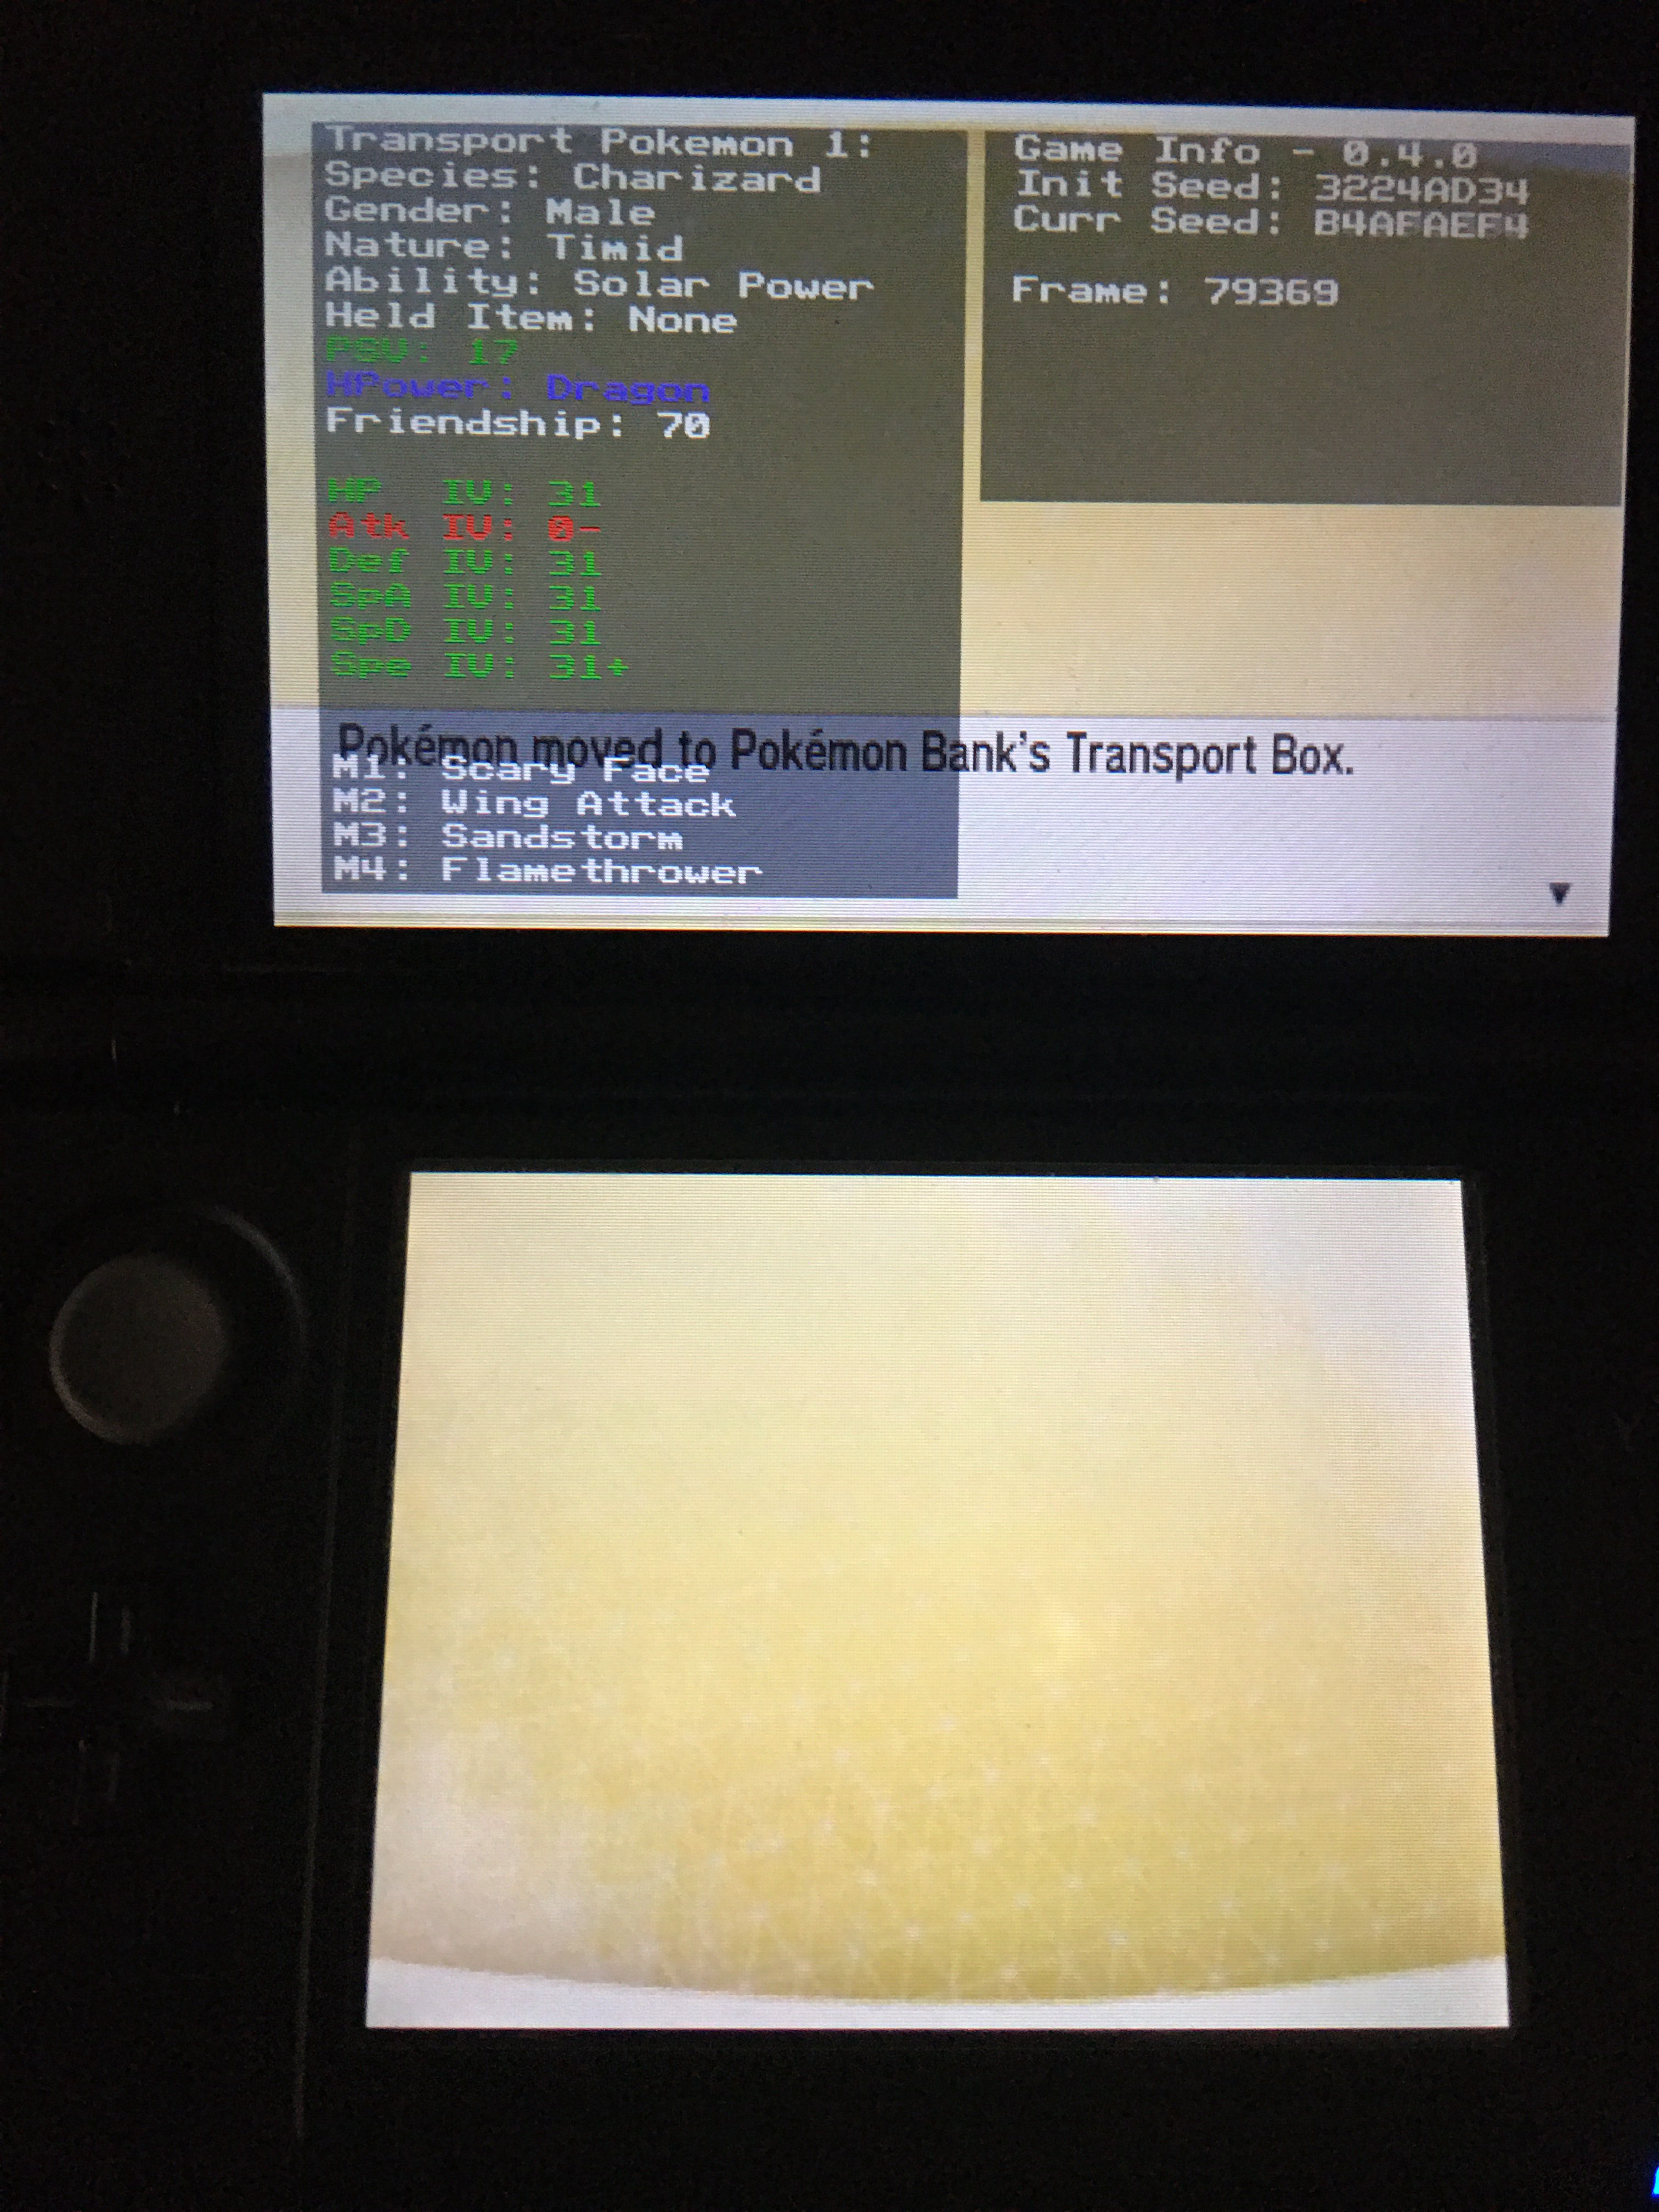 Transport Pokemon 1:
Species: Charizard
Gender: Male
Nature: Timid
Ability: Solar Power
Held Item: None
PSV: 17
HPower: Dragon
Friendship: 70
HP IV: 31
Atk IV: 0-
Def IV: 31
SpA IV: 31
SpD IV: 31
Spe IV: 31+
Pokémon moved to Pokémon Bank's Transport Box.
M1: Scary Face
M2: Wing Attack
M3: Sandstorm
M4: Flamethrower
Game Info - 0.4.0
Init Seed: 3224AD34
Curr Seed: B4AFAEF4
Frame: 79369